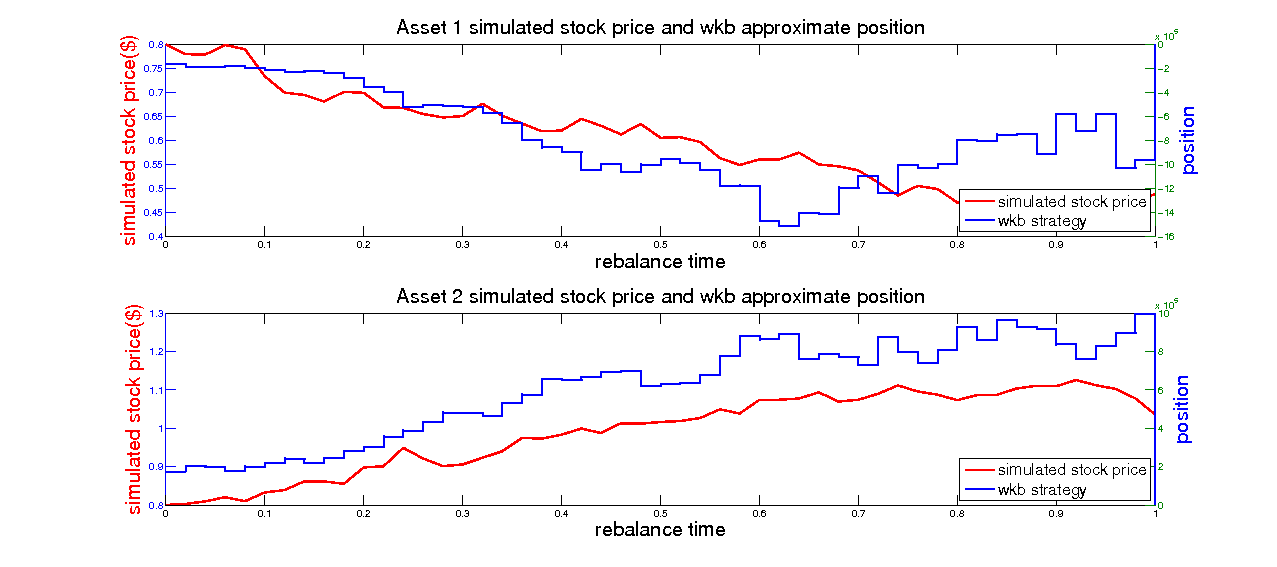 Asset 1 simulated stock price and wkb approximate position
simulated stock price($)
0.8
0.75
0.7
0.65
0.6
0.55
0.5
0.45
0.4
x 10^5
0
−2
−4
−6
−8
−10
−12
−14
−16
position
simulated stock price
wkb strategy
0 0.1 0.2 0.3 0.4 0.5 0.6 0.7 0.8 0.9 1
rebalance time
Asset 2 simulated stock price and wkb approximate position
simulated stock price($)
1.3
1.2
1.1
1
0.9
0.8
x 10^5
10
8
6
4
2
0
position
simulated stock price
wkb strategy
0 0.1 0.2 0.3 0.4 0.5 0.6 0.7 0.8 0.9 1
rebalance time